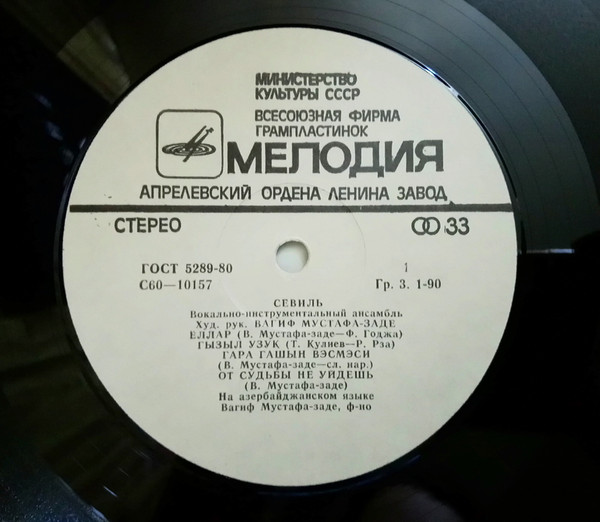 МИНИСТЕРСТВО
КУЛЬТУРЫ СССР
ВСЕСОЮЗНАЯ ФИРМА
ГРАМПЛАСТИНОК
МЕЛОДИЯ
АПРЕЛЕВСКИЙ ОРДЕНА ЛЕНИНА ЗАВОД
СТЕРЕО 33
ГОСТ 5289-80 1
С60—10157 Гр. 3. 1-90
СЕВИЛЬ
Вокально-инструментальный ансамбль
Худ. рук. ВАГИФ МУСТАФА-ЗАДЕ
ЕЛЛАР (В. Мустафа-заде—Ф. Годжа)
ГЫЗЫЛ УЗУК (Т. Кулиев—Р. Рза)
ГАРА ГАШЫН ВЭСМЭСИ
(В. Мустафа-заде—сл. нар.)
ОТ СУДЬБЫ НЕ УЙДЕШЬ
(В. Мустафа-заде)
На азербайджанском языке
Вагиф Мустафа-заде, ф-но